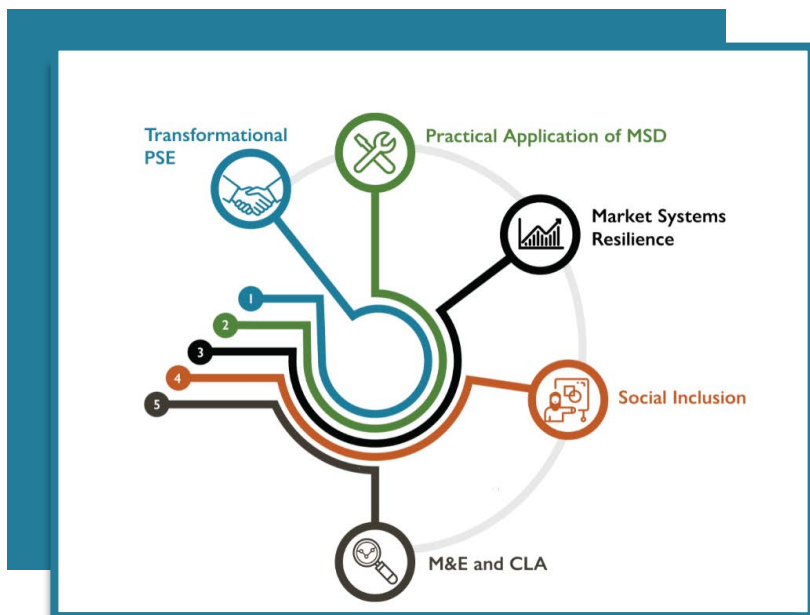 Transformational
PSE
Practical Application of MSD
Market Systems
Resilience
1
2
3
4
5
Social Inclusion
M&E and CLA